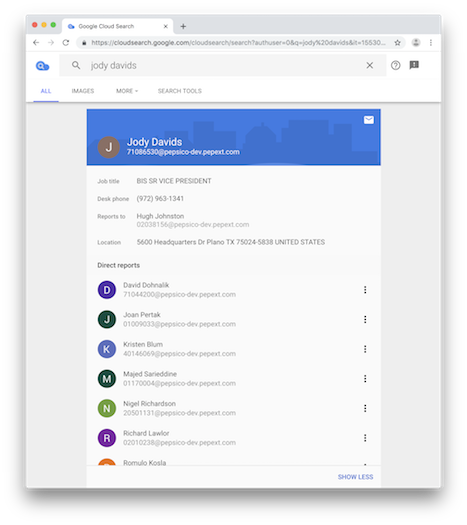 Google Cloud Search
https://cloudsearch.google.com/cloudsearch/search?authuser=0&q=jody%20davids&lt=15530...
jody davids
ALL IMAGES MORE SEARCH TOOLS
J
Jody Davids
71086530@pepsico-dev.pepext.com
Job title BIS SR VICE PRESIDENT
Desk phone (972) 963-1341
Reports to Hugh Johnston
02038156@pepsico-dev.pepext.com
Location 5600 Headquarters Dr Plano TX 75024-5838 UNITED STATES
Direct reports
D David Dohnalik
71044200@pepsico-dev.pepext.com
J Joan Pertak
01009033@pepsico-dev.pepext.com
K Kristen Blum
40146069@pepsico-dev.pepext.com
M Majed Sarieddine
01170004@pepsico-dev.pepext.com
N Nigel Richardson
20501131@pepsico-dev.pepext.com
R Richard Lawlor
02010238@pepsico-dev.pepext.com
Romulo Kosla
SHOW LESS